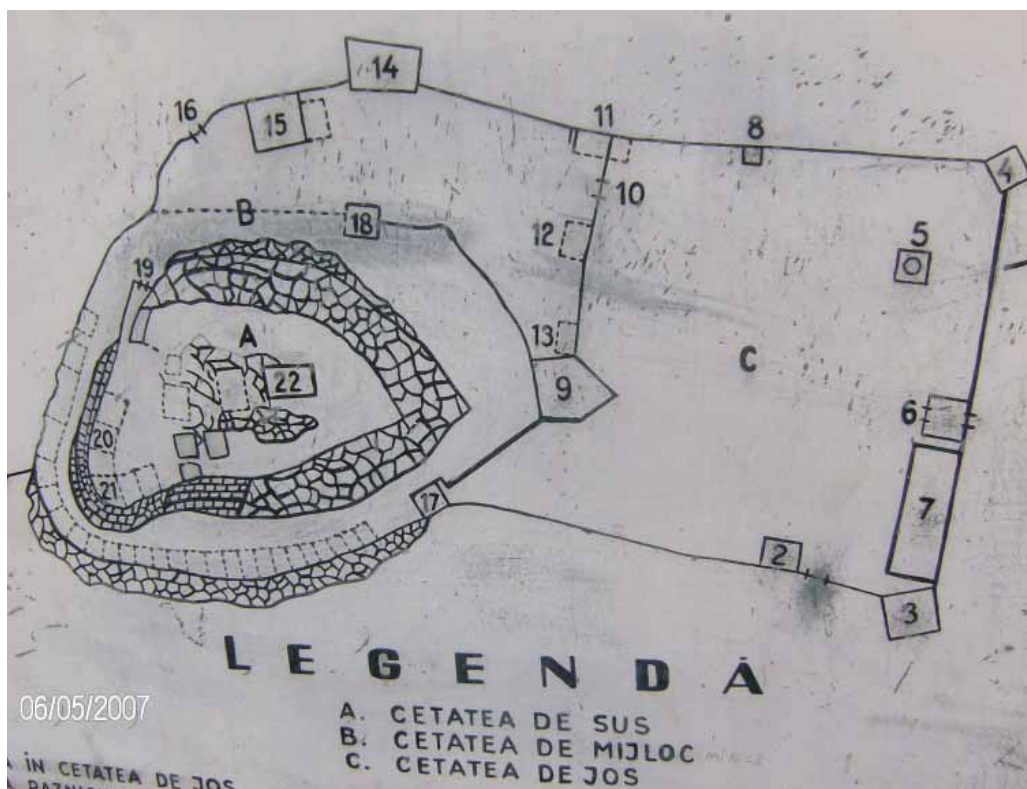 14
16
15
11
8
4
10
B
18
12
5
19
A
13
22
9
C
6
20
21
17
7
2
3
LEGENDĂ
06/05/2007
A. CETATEA DE SUS
B. CETATEA DE MIJLOC
C. CETATEA DE JOS
ÎN CETATEA DE JOS